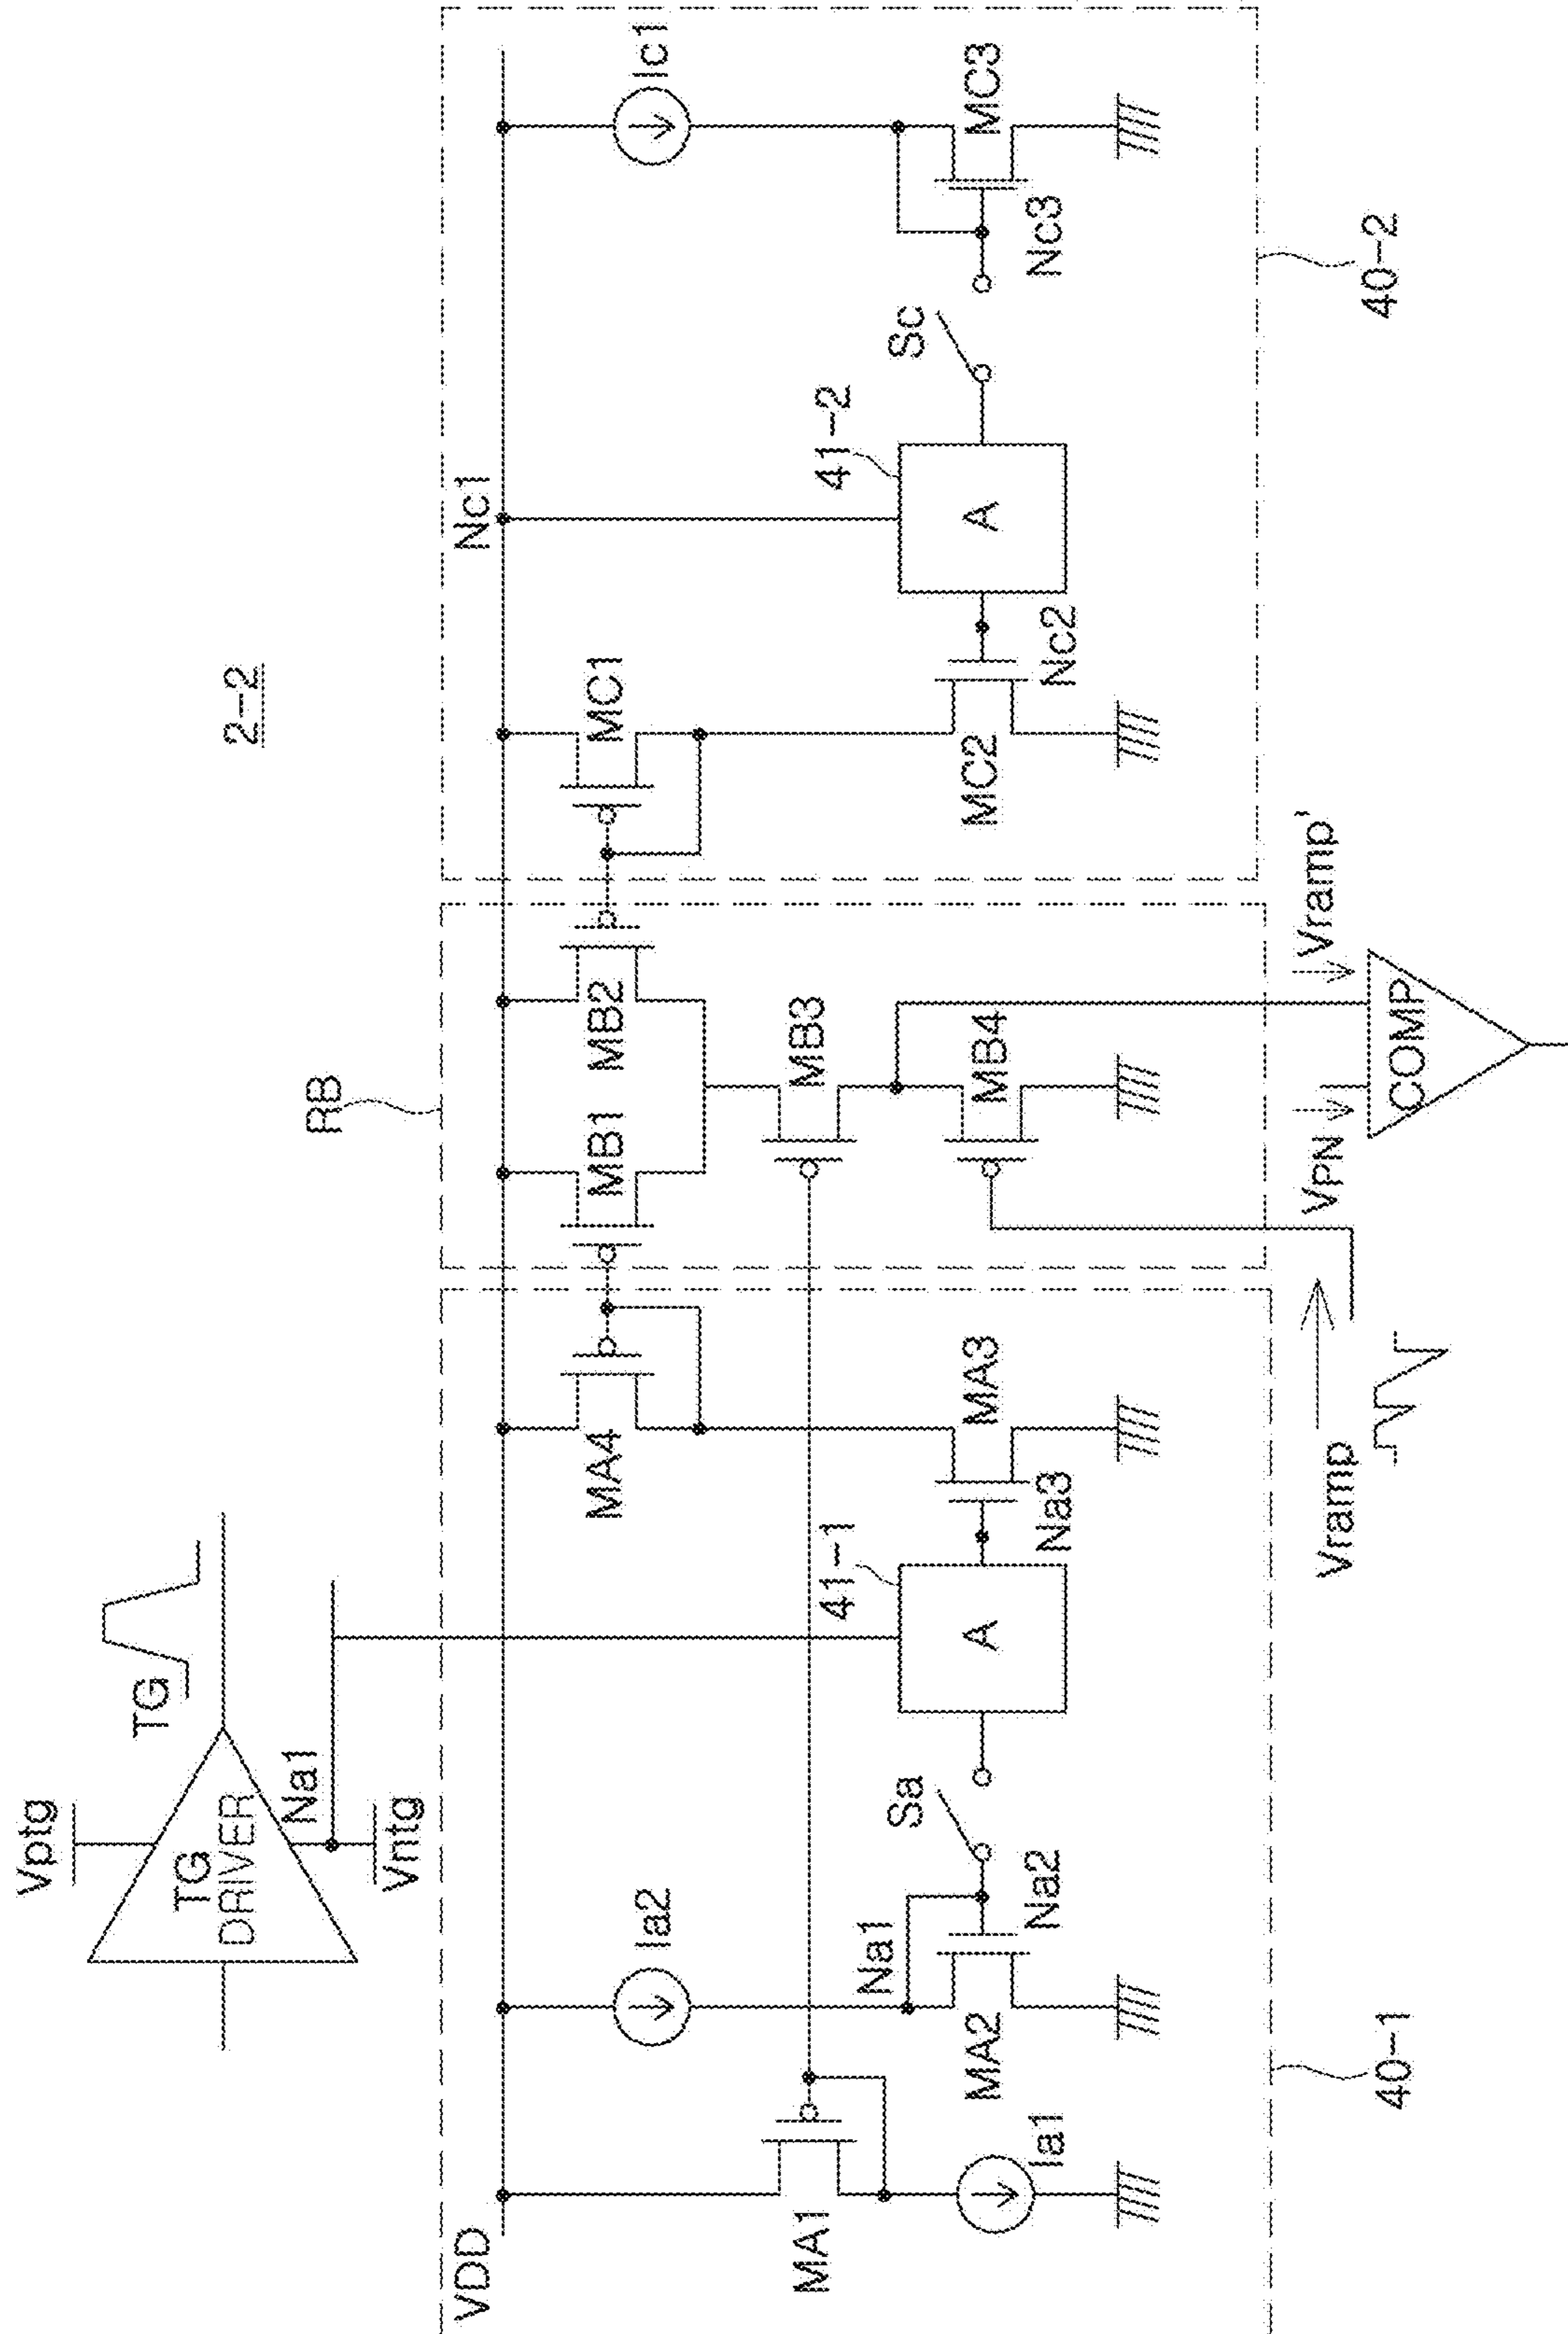 2-2
Vptg
TG
TG
DRIVER
Na1
Vntg
RB
VDD
Nc1
Ia2
MA4
MB1
MB2
MC1
Ic1
MA1
Na1
Sa
41-1
A
MB3
41-2
A
Sc
MA2
Na2
Na3
MA3
MB4
MC2
Nc2
Nc3
MC3
Ia1
40-1
Vramp
VPN
Vramp'
COMP
40-2